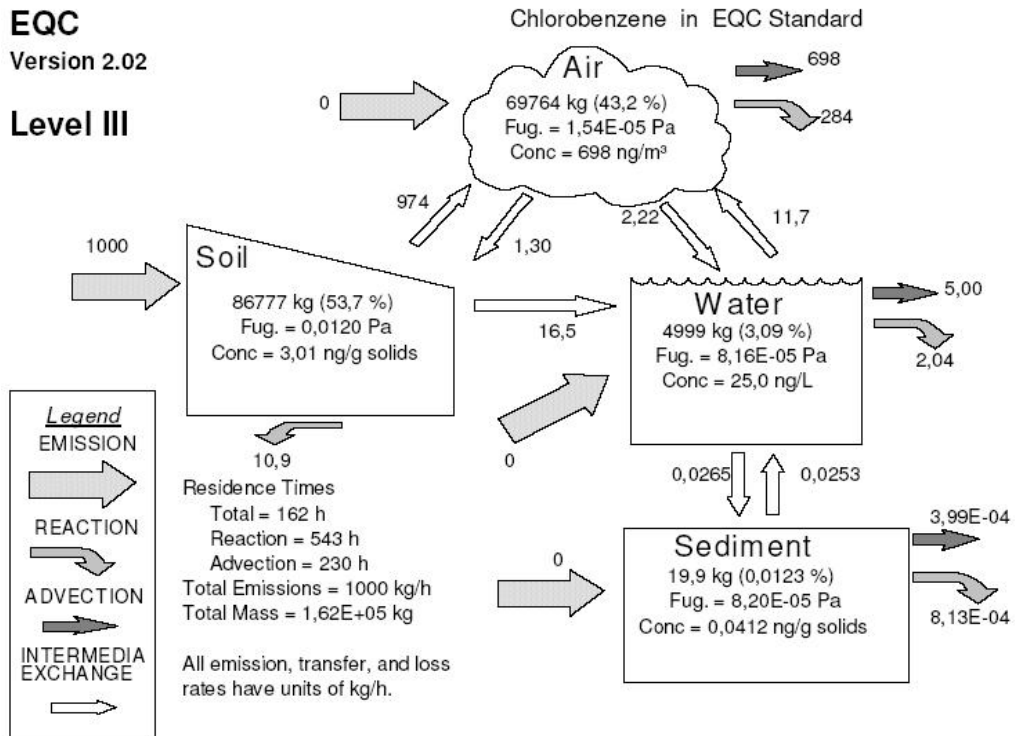 EQC
Version 2.02
Level III
Chlorobenzene in EQC Standard
Air
69764 kg (43,2 %)
Fug. = 1,54E-05 Pa
Conc = 698 ng/m³
0
698
284
974
1,30
2,22
11,7
1000
Soil
86777 kg (53,7 %)
Fug. = 0,0120 Pa
Conc = 3,01 ng/g solids
16,5
Water
4999 kg (3,09 %)
Fug. = 8,16E-05 Pa
Conc = 25,0 ng/L
5,00
2,04
0
10,9
0,0265
0,0253
Legend
EMISSION
REACTION
ADVECTION
INTERMEDIA
EXCHANGE
Residence Times
Total = 162 h
Reaction = 543 h
Advection = 230 h
Total Emissions = 1000 kg/h
Total Mass = 1,62E+05 kg
All emission, transfer, and loss
rates have units of kg/h.
0
Sediment
19,9 kg (0,0123 %)
Fug. = 8,20E-05 Pa
Conc = 0,0412 ng/g solids
3,99E-04
8,13E-04